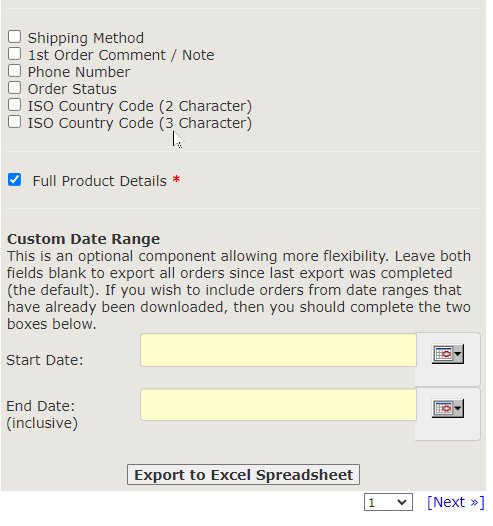 Shipping Method
1st Order Comment / Note
Phone Number
Order Status
ISO Country Code (2 Character)
ISO Country Code (3 Character)
Full Product Details *
Custom Date Range
This is an optional component allowing more flexibility. Leave both
fields blank to export all orders since last export was completed
(the default). If you wish to include orders from date ranges that
have already been downloaded, then you should complete the two
boxes below.
Start Date:
End Date:
(inclusive)
Export to Excel Spreadsheet
1 [Next »]